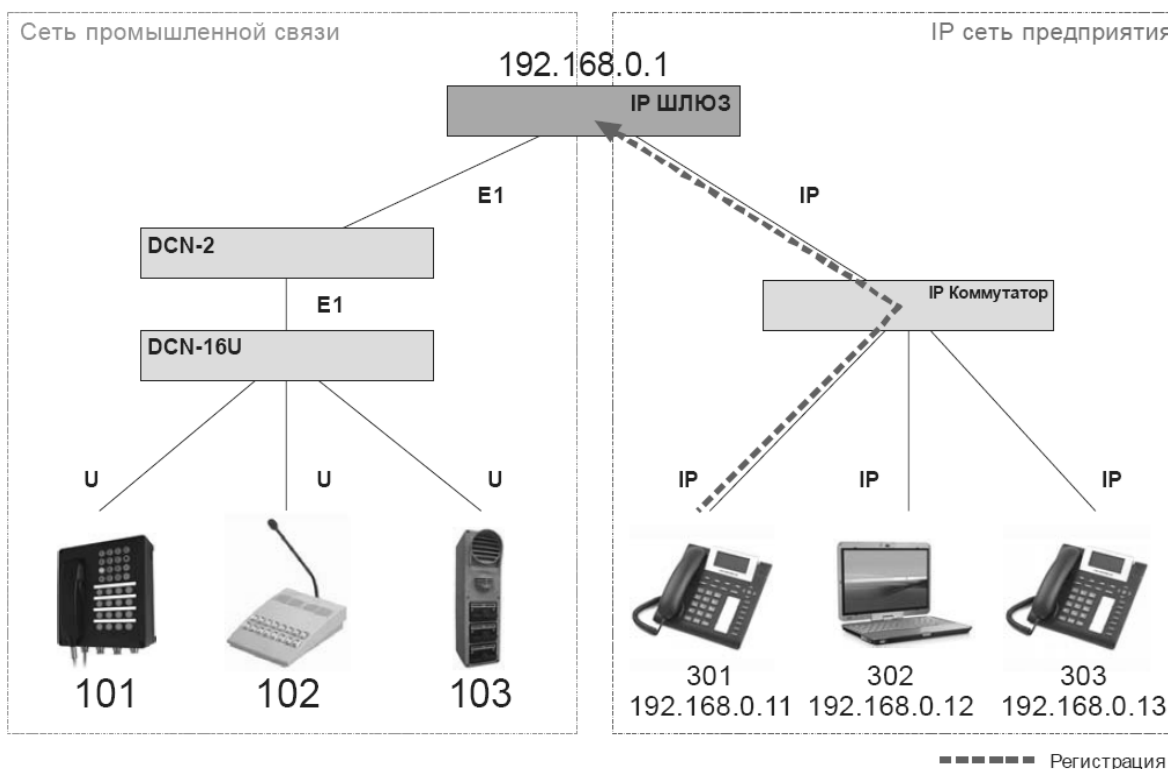 Сеть промышленной связи
IP сеть предприятия
192.168.0.1
IP ШЛЮЗ
E1
IP
DCN-2
IP Коммутатор
E1
DCN-16U
U
U
U
IP
IP
IP
101
102
103
301
302
303
192.168.0.11
192.168.0.12
192.168.0.13
Регистрация